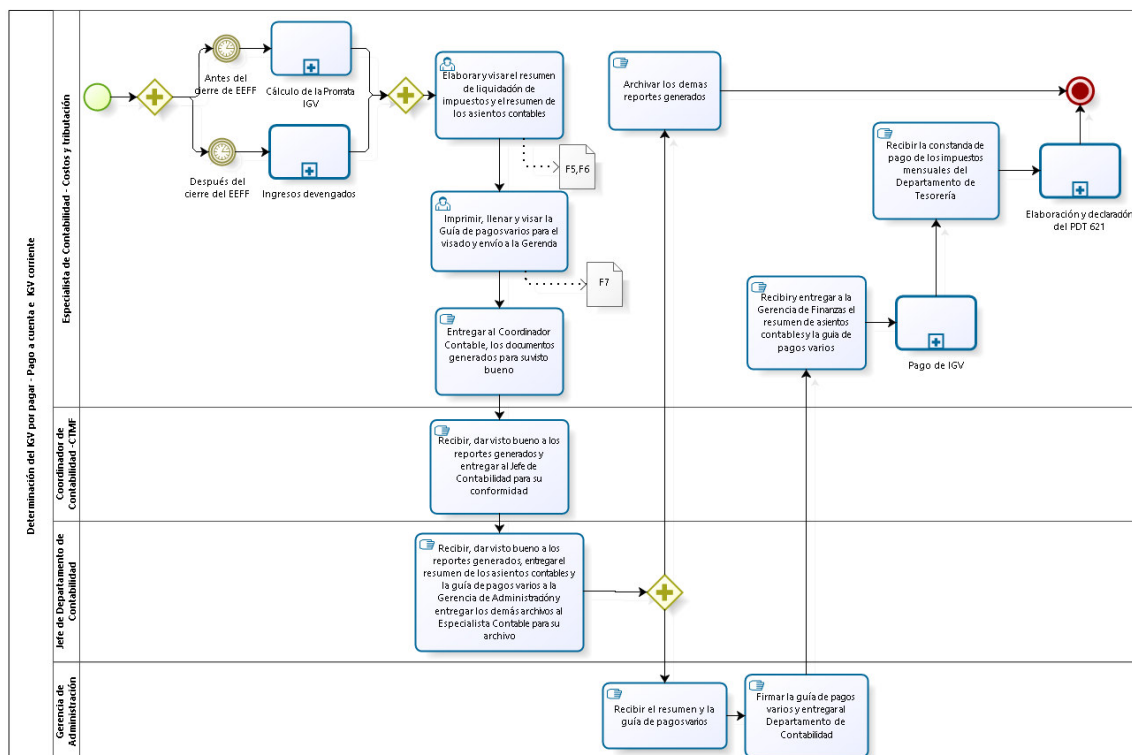 Determinación del IGV por pagar - Pago a cuenta e IGV corriente
Especialista de Contabilidad - Costos y tributación
Antes del
cierre de EEFF
Cálculo de la Prorrata
IGV
Después del
cierre del EEFF
Ingresos devengados
Elaborar y visar el resumen
de liquidadón de
impuestos y el resumen de
los asientos contables
F5,F6
Imprimir, llenar y visar la
Guía de pagos varios para el
visado y envío a la Gerenda
F7
Entregar al Coordinador
Contable, los documentos
generados para su visto
bueno
Archivar los demas
reportes generados
Recibir la constanda de
pago de los impuestos
mensuales del
Departamento de
Tesorería
Elaboración y declaración
del PDT 621
Recibir y entregar a la
Gerencia de Finanzas el
resumen de asientos
contables y la guia de
pagos varios
Pago de IGV
Coordinador de
Contabilidad -CTMF
Recibir, dar visto bueno a los
reportes generados y
entregar al Jefe de
Contabilidad para su
conformidad
Jefe de Departamento de
Contabilidad
Recibir, dar visto bueno a los
reportes generados, entregar el
resumen de los asientos contables y
la guía de pagos varios a la
Gerencia de Administración y
entregar los demás archivos al
Especialista Contable para su
archivo
Gerencia de
Administración
Recibir el resumen y la
guía de pagos varios
Firmar la guía de pagos
varios y entregar al
Departamento de
Contabilidad